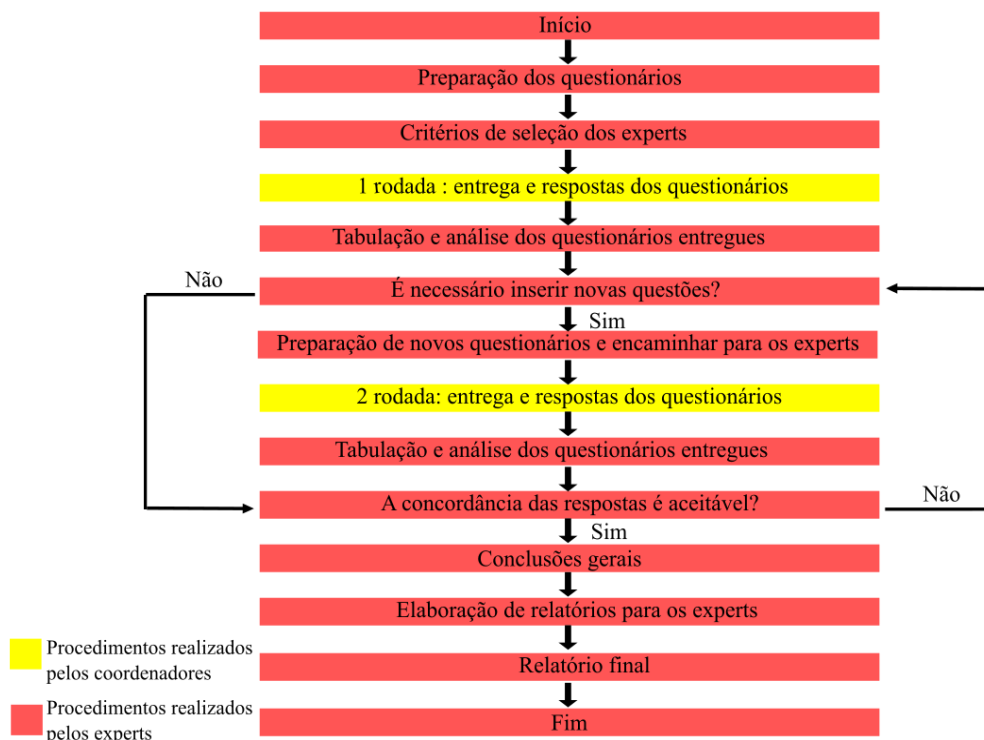 Início
Preparação dos questionários
Critérios de seleção dos experts
1 rodada : entrega e respostas dos questionários
Tabulação e análise dos questionários entregues
Não
É necessário inserir novas questões?
Sim
Preparação de novos questionários e encaminhar para os experts
2 rodada: entrega e respostas dos questionários
Tabulação e análise dos questionários entregues
A concordância das respostas é aceitável?
Não
Sim
Conclusões gerais
Elaboração de relatórios para os experts
Relatório final
Fim
Procedimentos realizados
pelos coordenadores
Procedimentos realizados
pelos experts